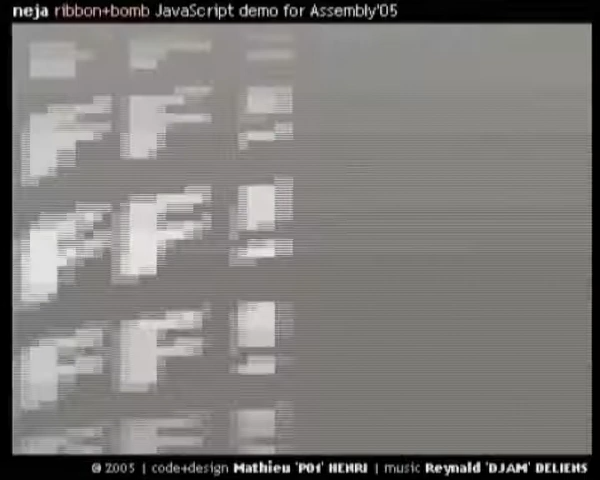 neja ribbon+bomb JavaScript demo for Assembly'05
F F !
F F !
F F !
F F !
© 2005 | code+design Mathieu 'P01' HENRI | music Reynald 'DJAM' DELIENS